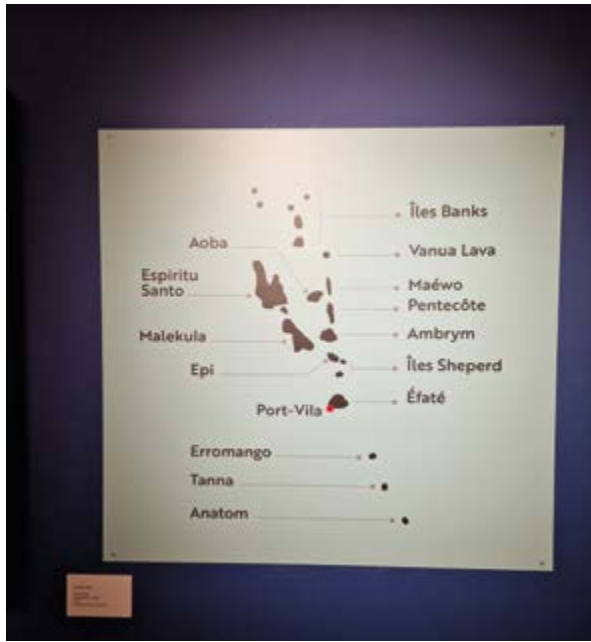 Îles Banks
Aoba
Vanua Lava
Espiritu
Santo
Maéwo
Pentecôte
Malekula
Ambrym
Epi
Îles Sheperd
Éfaté
Port-Vila
Erromango
Tanna
Anatom